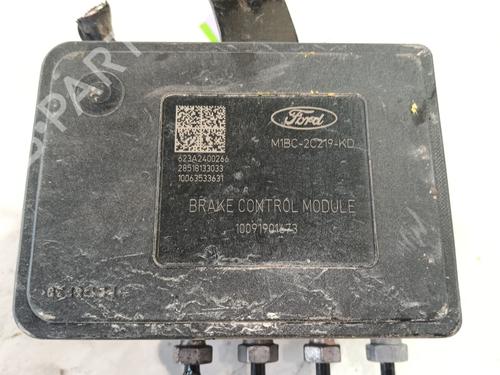 Ford
M1BC-2C219-KD
623A2400266
28518133033
10063533631
BRAKE CONTROL MODULE
10091901673